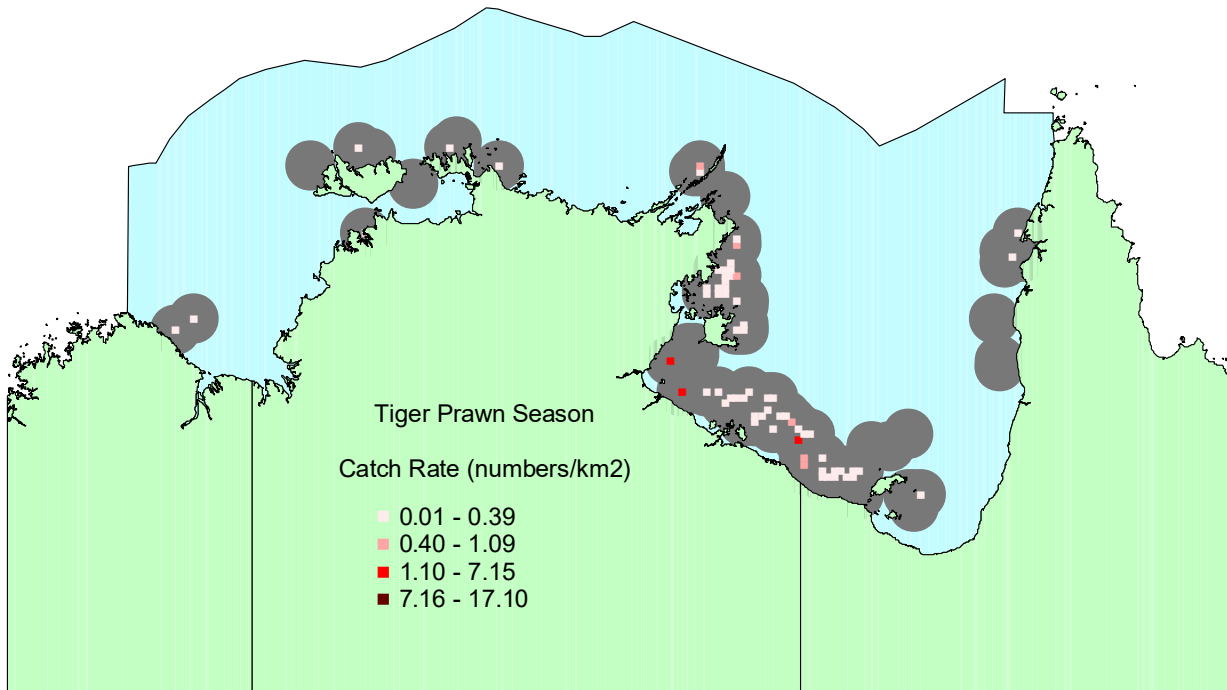 Tiger Prawn Season
Catch Rate (numbers/km2)
0.01 - 0.39
0.40 - 1.09
1.10 - 7.15
7.16 - 17.10